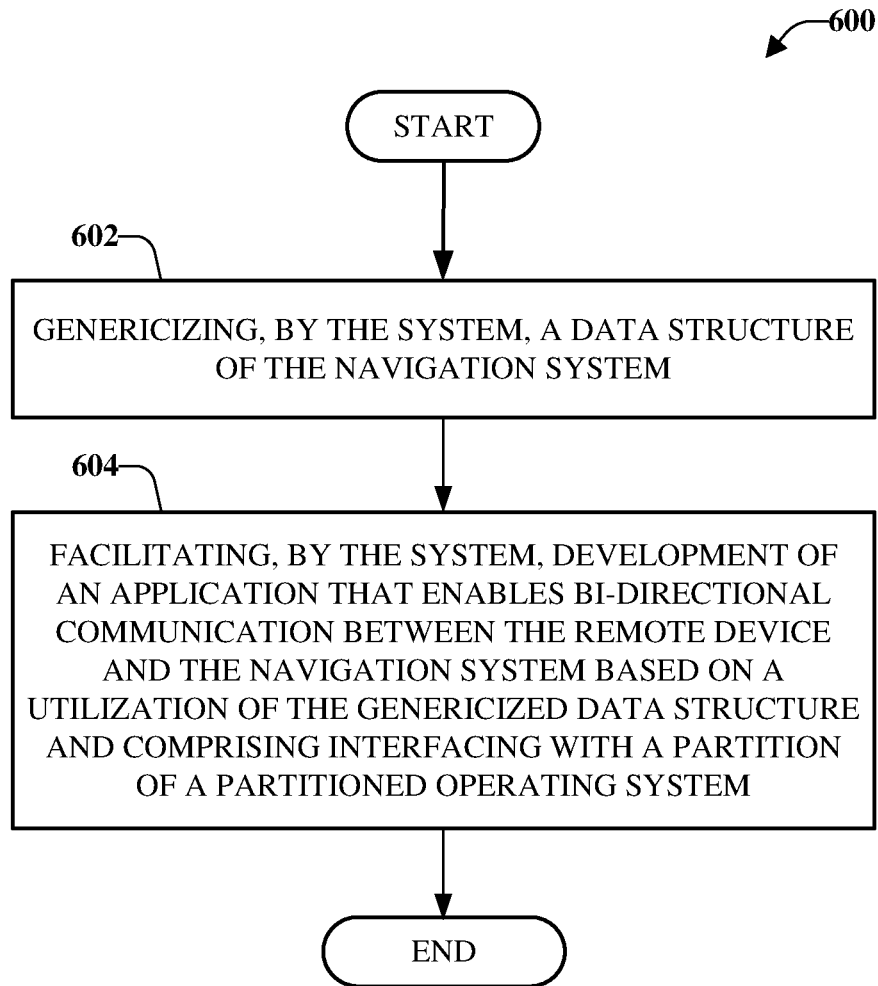 600
START
602
GENERICIZING, BY THE SYSTEM, A DATA STRUCTURE
OF THE NAVIGATION SYSTEM
604
FACILITATING, BY THE SYSTEM, DEVELOPMENT OF
AN APPLICATION THAT ENABLES BI-DIRECTIONAL
COMMUNICATION BETWEEN THE REMOTE DEVICE
AND THE NAVIGATION SYSTEM BASED ON A
UTILIZATION OF THE GENERICIZED DATA STRUCTURE
AND COMPRISING INTERFACING WITH A PARTITION
OF A PARTITIONED OPERATING SYSTEM
END